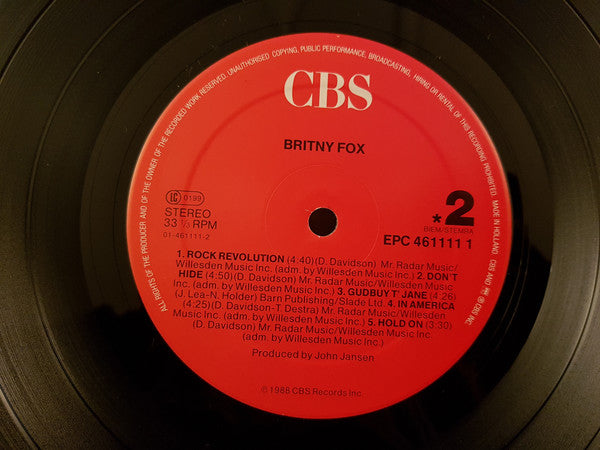 ALL RIGHTS OF THE PRODUCER AND OF THE OWNER OF THE RECORDED WORK RESERVED. UNAUTHORISED COPYING, PUBLIC PERFORMANCE, BROADCASTING, HIRING OR RENTAL OF THIS RECORDING PROHIBITED. MADE IN HOLLAND. CBS AND ARE ® CBS INC.
CBS
BRITNY FOX
LC 0199
STEREO
33 1/3 RPM
01-461111-2
*2
BIEM/STEMRA
EPC 461111 1
1. ROCK REVOLUTION (4:40)(D. Davidson) Mr. Radar Music/
Willesden Music Inc. (adm. by Willesden Music Inc.) 2. DON'T
HIDE (4:50)(D. Davidson) Mr. Radar Music/Willesden
Music Inc. (adm. by Willesden Music Inc.) 3. GUDBUY T' JANE (4:26)
(J. Lea-N. Holder) Barn Publishing/Slade Ltd. 4. IN AMERICA
(4:25)(D. Davidson-T Destra) Mr. Radar Music/Willesden
Music Inc. (adm. by Willesden Music Inc.) 5. HOLD ON (3:30)
(D. Davidson) Mr. Radar Music/Willesden Music Inc.
(adm. by Willesden Music Inc.)
Produced by John Jansen
© 1988 CBS Records Inc.